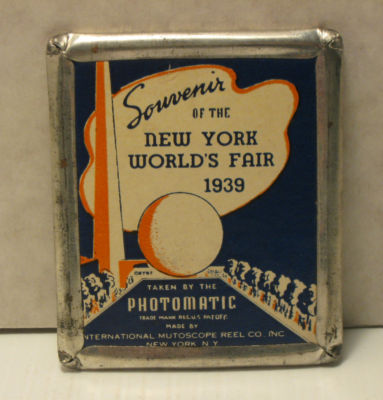 Souvenir
OF THE
NEW YORK
WORLD'S FAIR
1939
TAKEN BY THE
PHOTOMATIC
TRADE MARK REG. U.S. PAT. OFF.
MADE BY
INTERNATIONAL MUTOSCOPE REEL CO. INC.
NEW YORK N.Y.